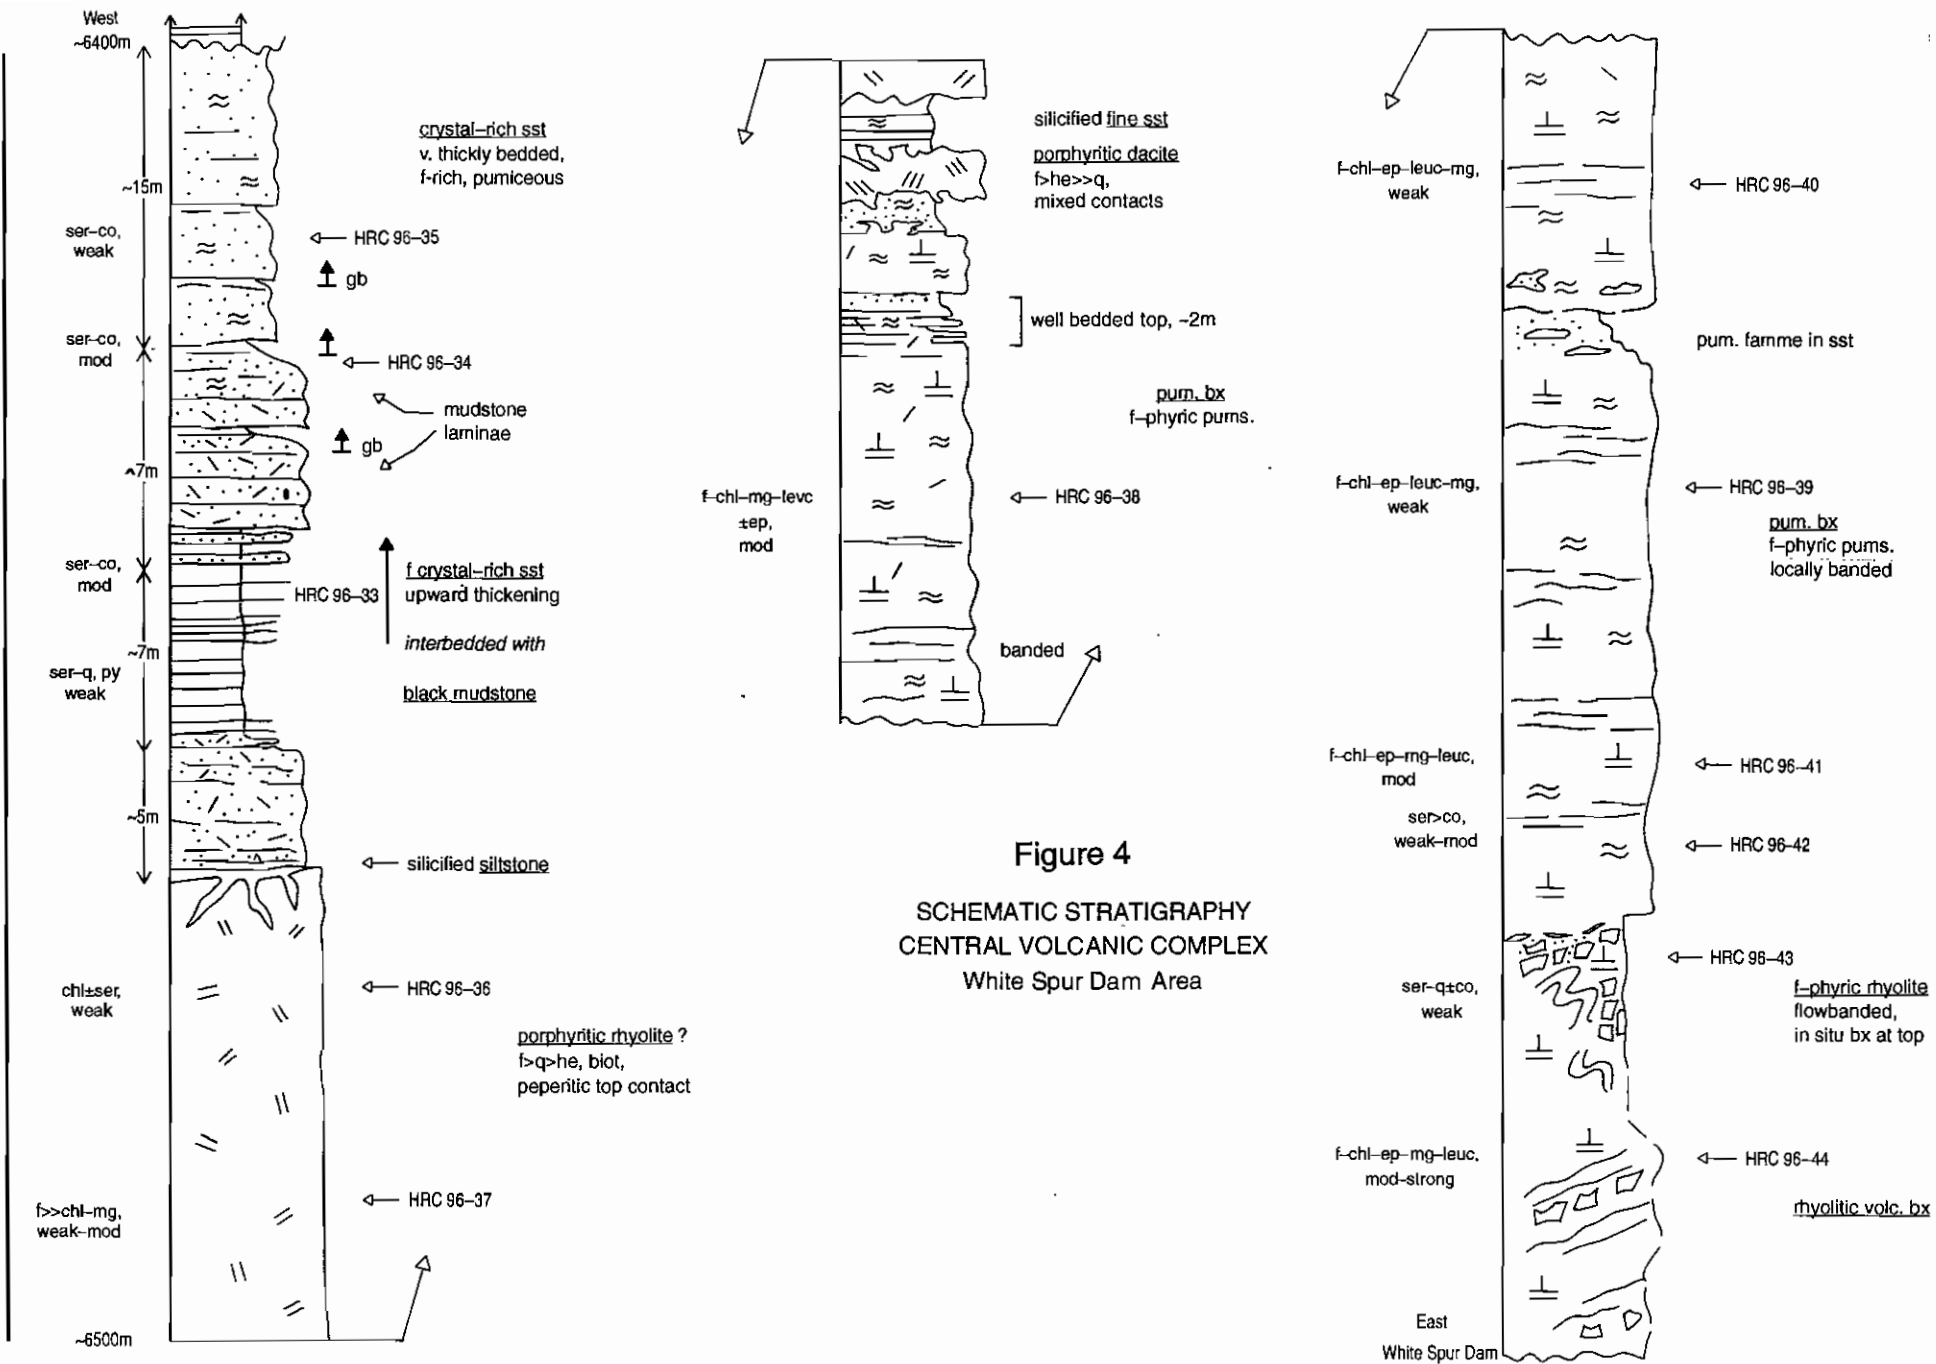 West
~6400m
crystal-rich sst
v. thickly bedded,
f-rich, pumiceous
~15m
ser-co,
weak
HRC 96-35
gb
ser-co,
mod
HRC 96-34
mudstone
laminae
gb
^7m
ser-co,
mod
HRC 96-33
f crystal-rich sst
upward thickening
interbedded with
black mudstone
~7m
ser-q, py
weak
~5m
silicified siltstone
chl±ser,
weak
HRC 96-36
porphyritic rhyolite ?
f>q>he, biot,
peperitic top contact
f>>chl-mg,
weak-mod
HRC 96-37
~6500m
silicified fine sst
porphyritic dacite
f>he>>q,
mixed contacts
well bedded top, ~2m
pum. bx
f-phyric pums.
f-chl-mg-levc
±ep,
mod
HRC 96-38
banded
Figure 4
SCHEMATIC STRATIGRAPHY
CENTRAL VOLCANIC COMPLEX
White Spur Dam Area
f-chl-ep-leuc-mg,
weak
HRC 96-40
pum. famme in sst
f-chl-ep-leuc-mg,
weak
HRC 96-39
pum. bx
f-phyric pums.
locally banded
f-chl-ep-mg-leuc,
mod
HRC 96-41
ser>co,
weak-mod
HRC 96-42
HRC 96-43
ser-q±co,
weak
f-phyric rhyolite
flowbanded,
in situ bx at top
f-chl-ep-mg-leuc,
mod-strong
HRC 96-44
rhyolitic volc. bx
East
White Spur Dam